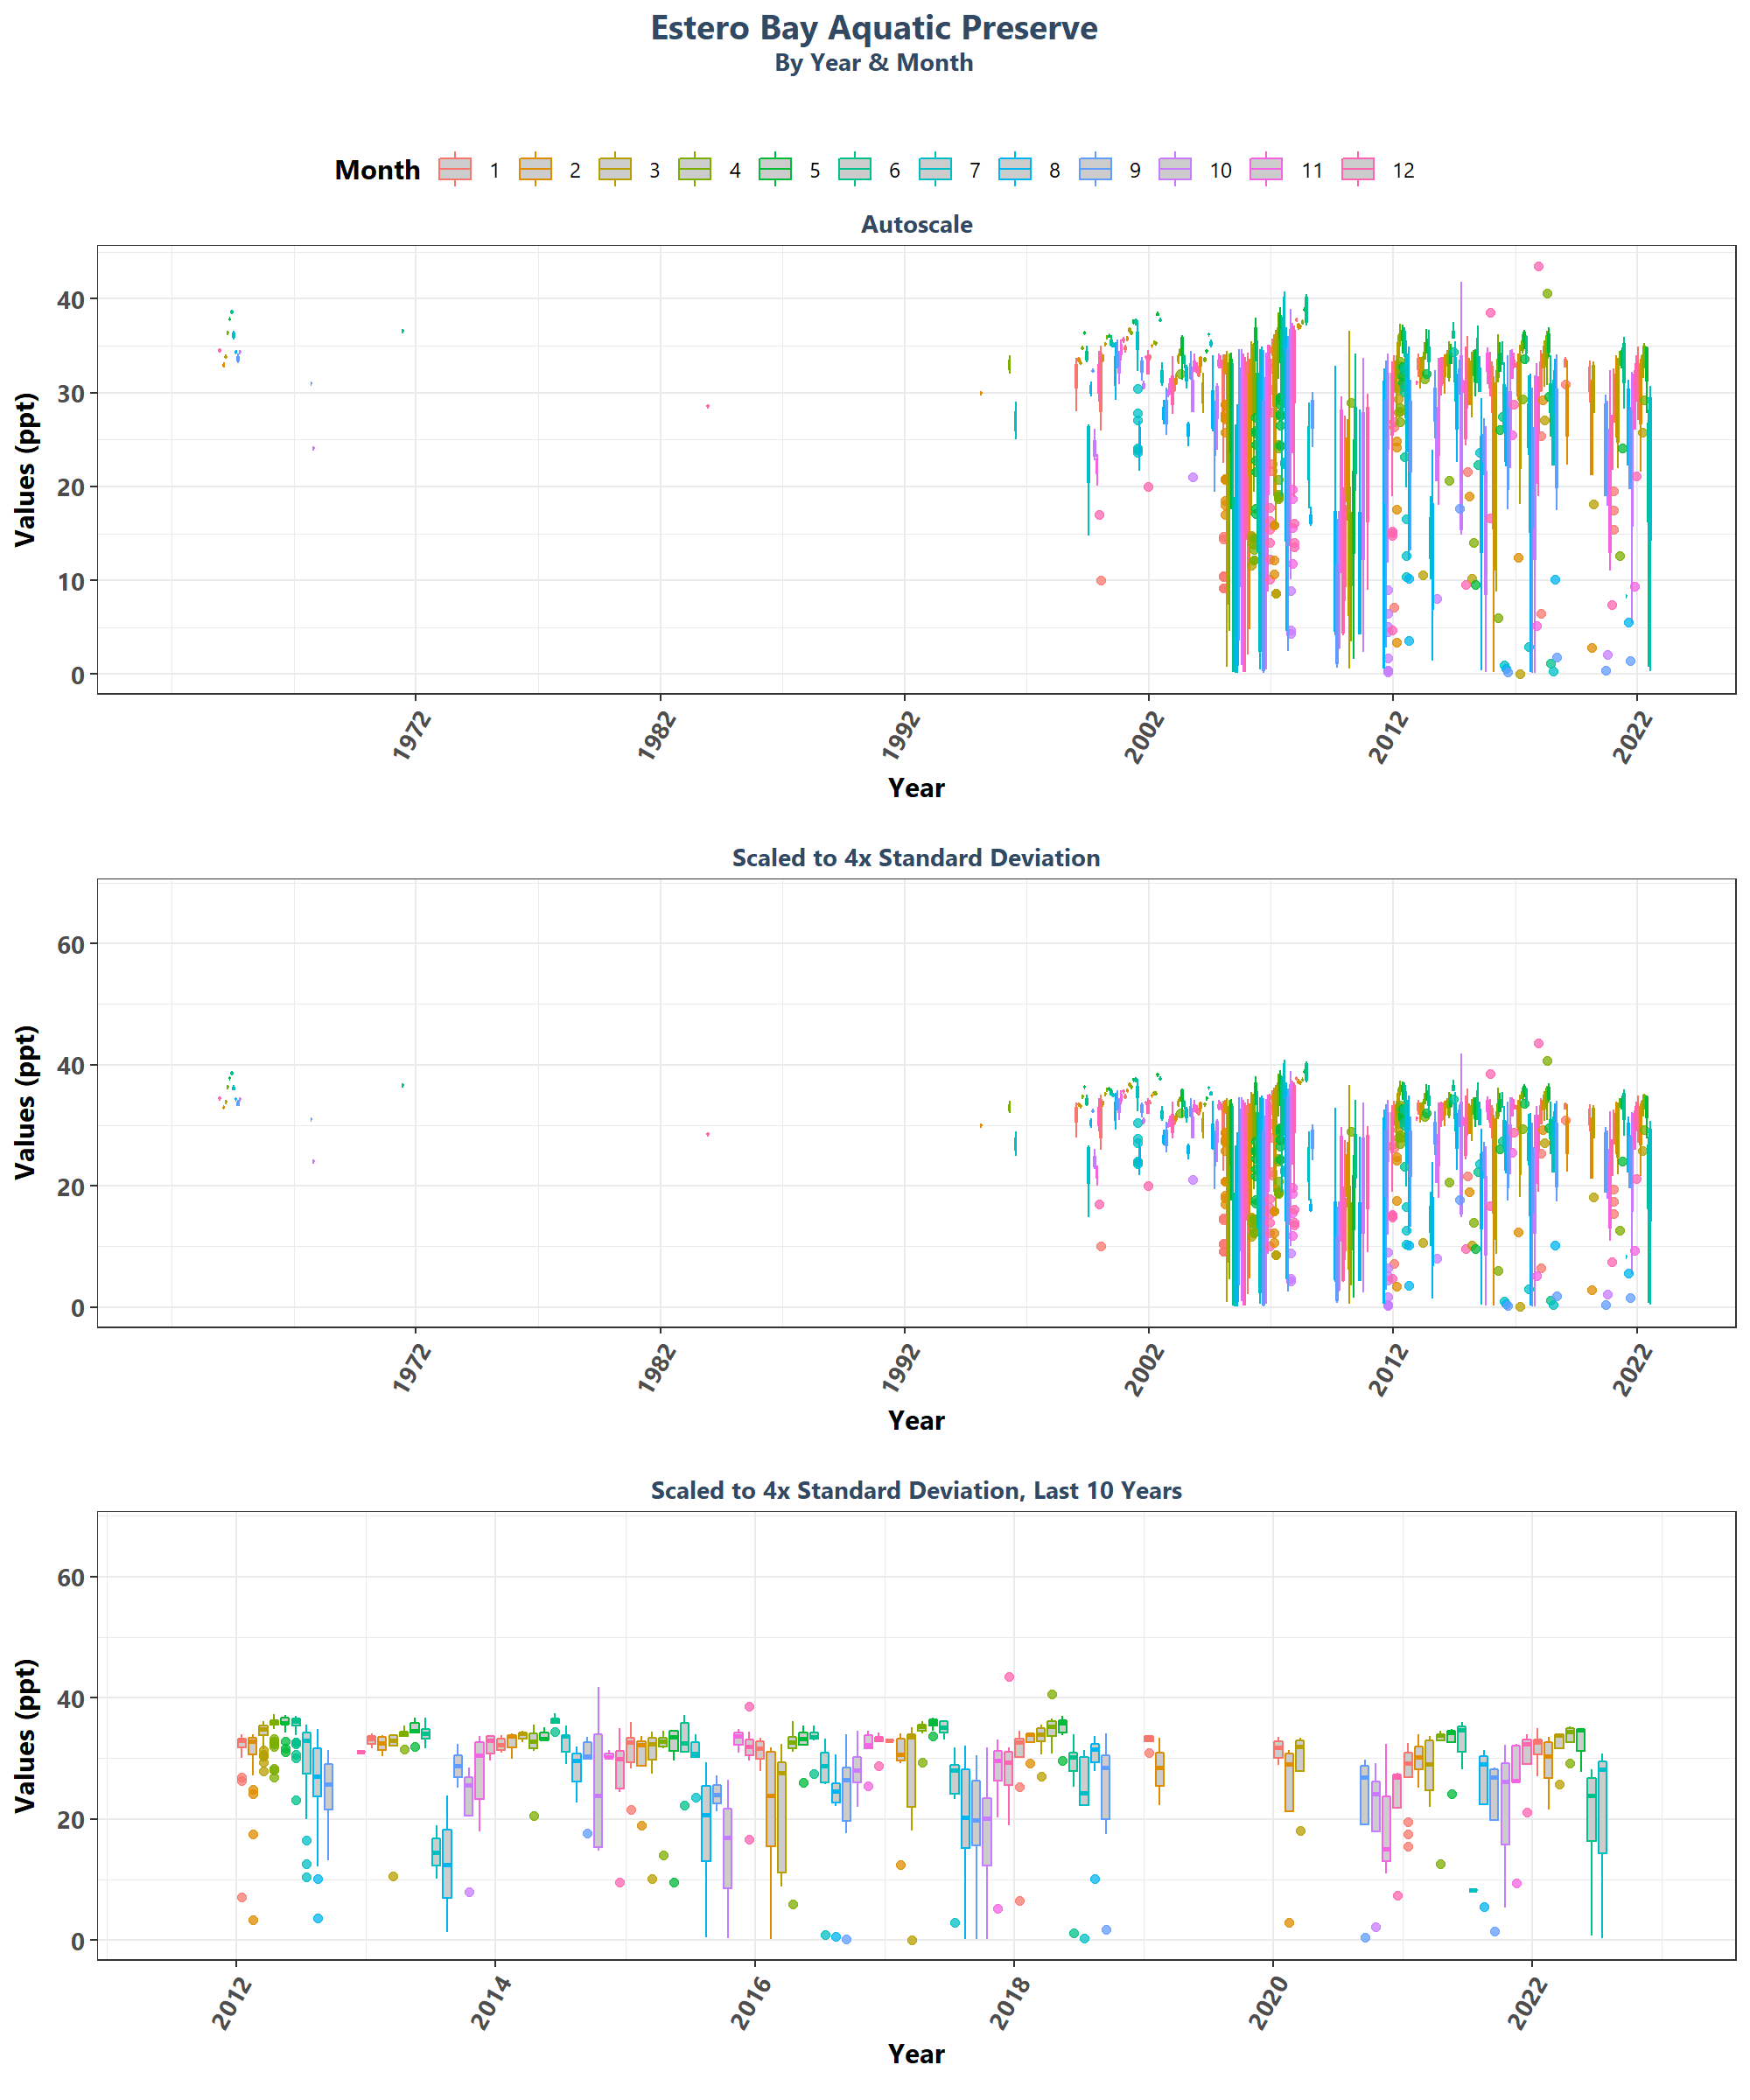 Estero Bay Aquatic Preserve
By Year & Month
Month 1 2 3 4 5 6 7 8 9 10 11 12
Autoscale
Values (ppt)
40
30
20
10
0
1972 1982 1992 2002 2012 2022
Year
Scaled to 4x Standard Deviation
Values (ppt)
60
40
20
0
1972 1982 1992 2002 2012 2022
Year
Scaled to 4x Standard Deviation, Last 10 Years
Values (ppt)
60
40
20
0
2012 2014 2016 2018 2020 2022
Year